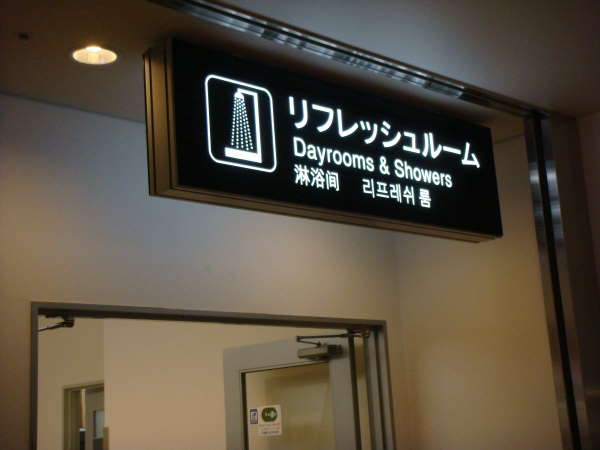 リフレッシュルーム
Dayrooms & Showers
淋浴间 리프레쉬 룸